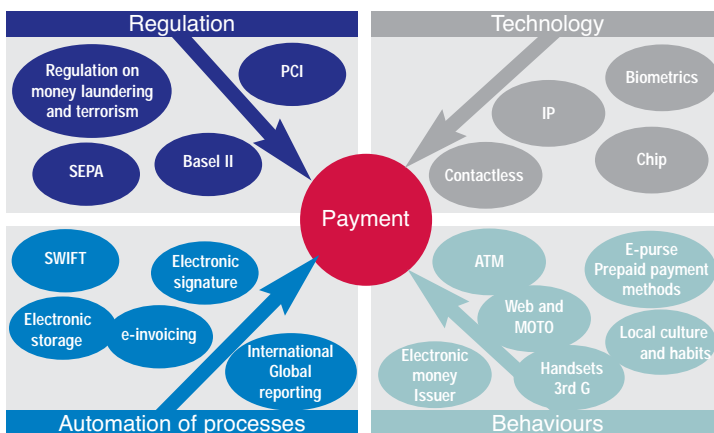 Regulation
Regulation on
money laundering
and terrorism
PCI
SEPA
Basel II
Technology
Biometrics
IP
Contactless
Chip
Payment
SWIFT
Electronic
signature
Electronic
storage
e-invoicing
International
Global
reporting
Automation of processes
ATM
E-purse
Prepaid payment
methods
Web and
MOTO
Local culture
and habits
Electronic
money
Issuer
Handsets
3rd G
Behaviours